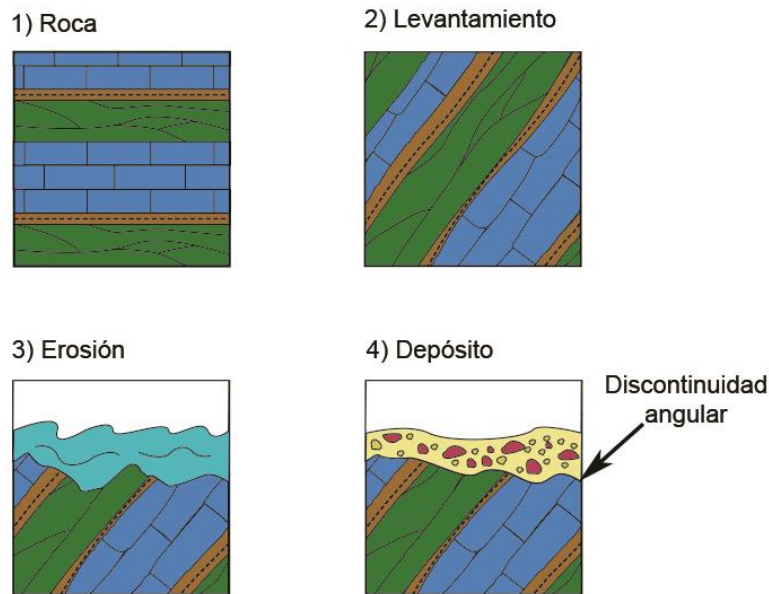 1) Roca
2) Levantamiento
3) Erosión
4) Depósito
Discontinuidad
angular